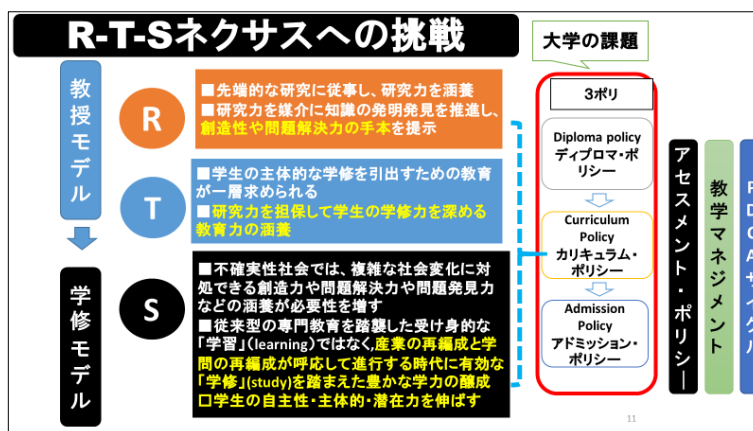 R-T-Sネクサスへの挑戦
大学の課題
教授モデル
R
■先端的な研究に従事し、研究力を涵養
■研究力を媒介に知識の発明発見を推進し、
創造性や問題解決力の手本を提示
T
■学生の主体的な学修を引出すための教育
が一層求められる
■研究力を担保して学生の学修力を深める
教育力の涵養
学修モデル
S
■不確実性社会では、複雑な社会変化に対
処できる創造力や問題解決力や問題発見力
などの涵養が必要性を増す
■従来型の専門教育を踏襲した受け身的な
「学習」(learning)ではなく、産業の再編成と学
問の再編成が呼応して進行する時代に有効な
「学修」(study)を踏まえた豊かな学力の醸成
口学生の自主性・主体的・潜在力を伸ばす
3ポリ
Diploma policy
ディプロマ・ポ
リシー
Curriculum
Policy
カリキュラム・
ポリシー
Admission
Policy
アドミッション・
ポリシー
アセスメント・ポリシー
教学マネジメント
PDCAサイクル
11